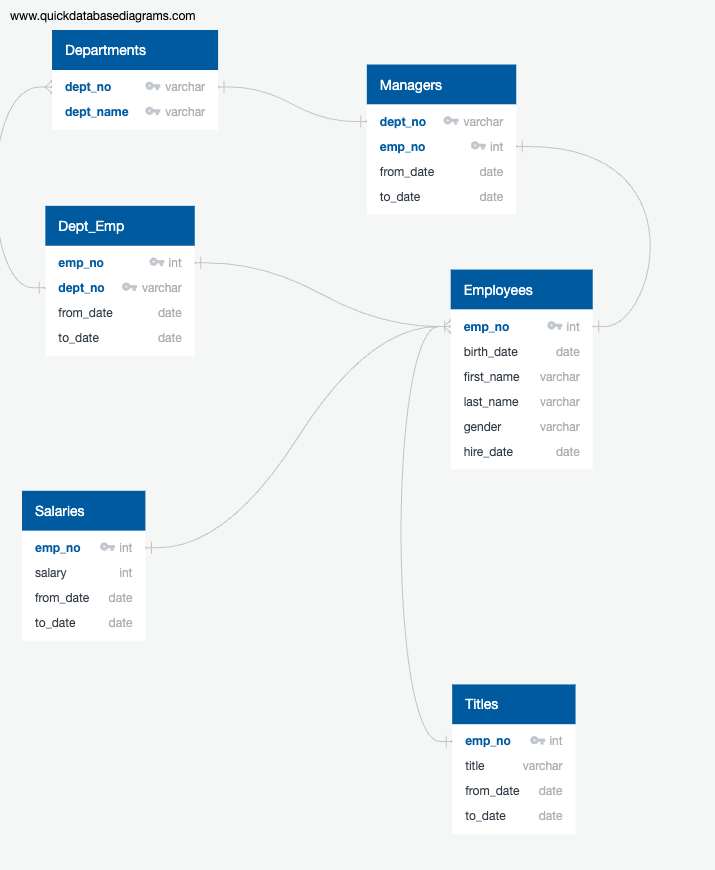 www.quickdatabasediagrams.com
Departments
dept_no varchar
dept_name varchar
Managers
dept_no varchar
emp_no int
from_date date
to_date date
Dept_Emp
emp_no int
dept_no varchar
from_date date
to_date date
Employees
emp_no int
birth_date date
first_name varchar
last_name varchar
gender varchar
hire_date date
Salaries
emp_no int
salary int
from_date date
to_date date
Titles
emp_no int
title varchar
from_date date
to_date date